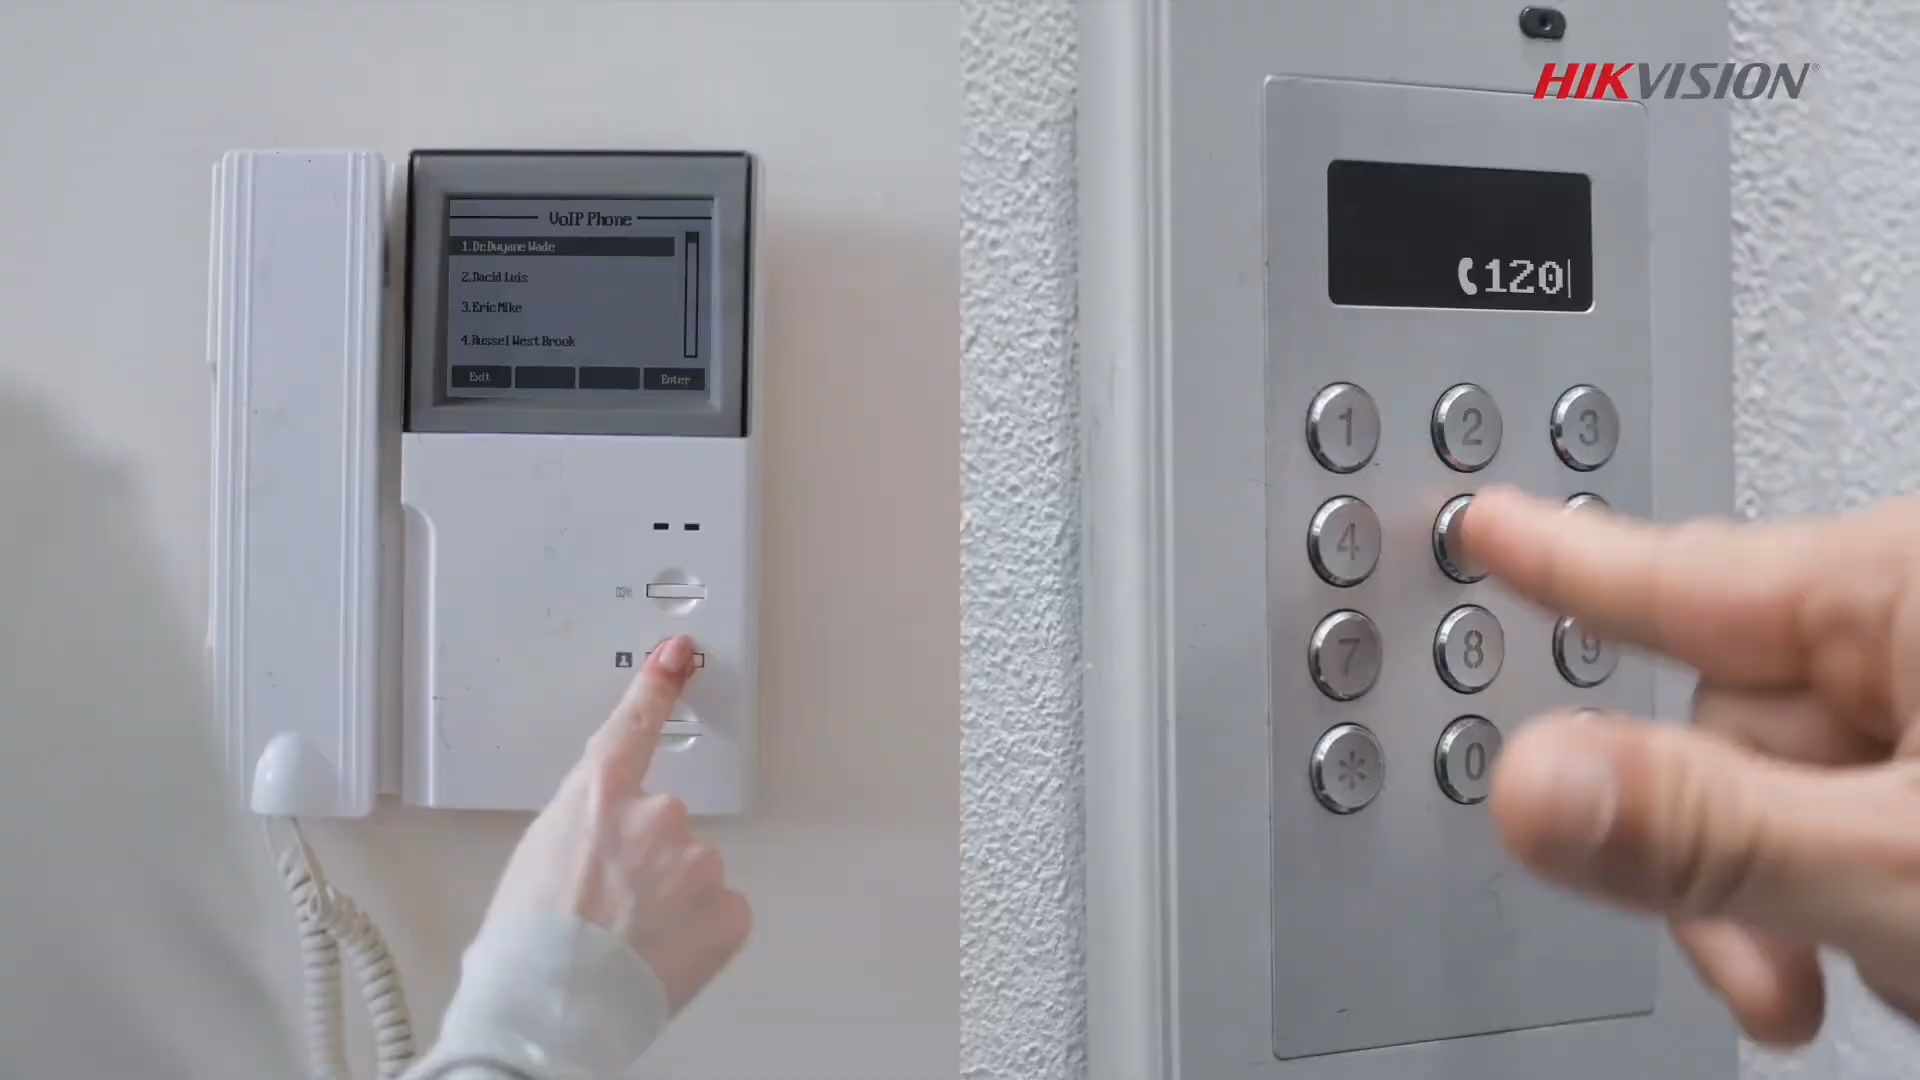 VoIP Phone
1.Dr.Dwyane Wade
2.Dacid Luis
3.Eric Mike
4.Russel West Brook
Exit
Enter
HIKVISION®
120
1 2 3
4
7 8 9
* 0